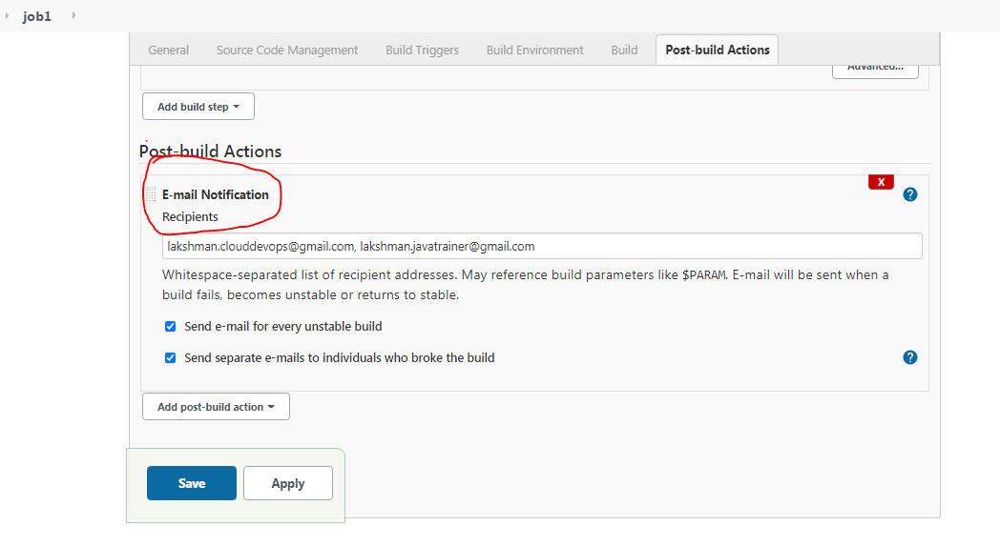 job1
General Source Code Management Build Triggers Build Environment Build Post-build Actions
Advanced...
Add build step
Post-build Actions
X
E-mail Notification ?
Recipients
lakshman.clouddevops@gmail.com, lakshman.javatrainer@gmail.com
Whitespace-separated list of recipient addresses. May reference build parameters like $PARAM. E-mail will be sent when a
build fails, becomes unstable or returns to stable.
Send e-mail for every unstable build
Send separate e-mails to individuals who broke the build ?
Add post-build action
Save Apply